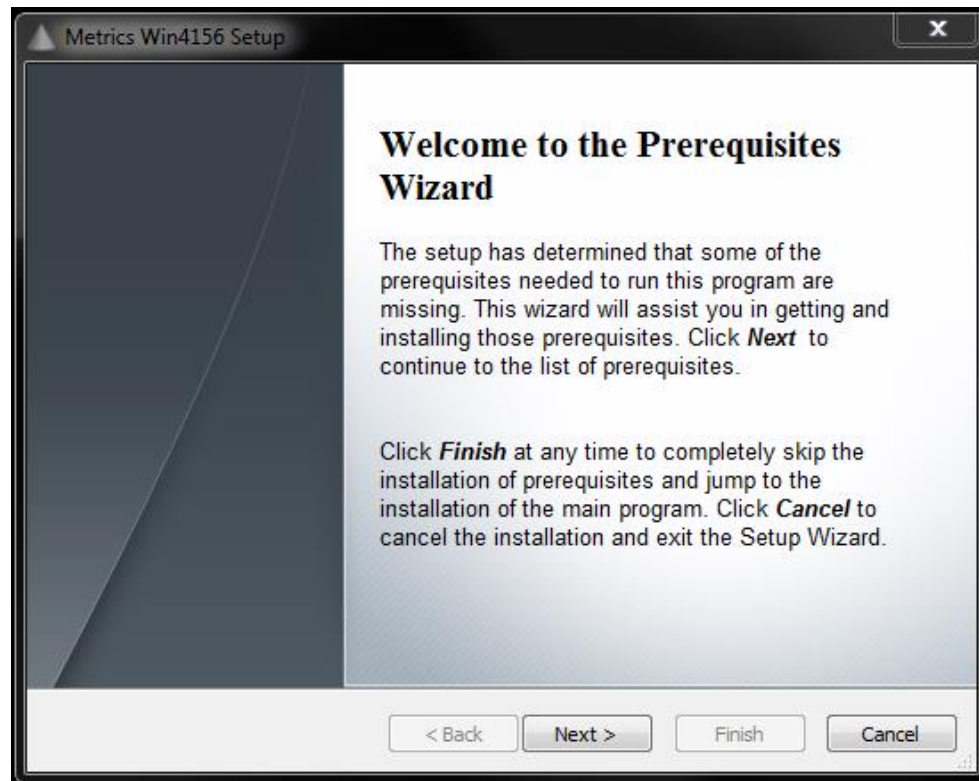 Metrics Win4156 Setup
x
Welcome to the Prerequisites
Wizard
The setup has determined that some of the
prerequisites needed to run this program are
missing. This wizard will assist you in getting and
installing those prerequisites. Click Next to
continue to the list of prerequisites.
Click Finish at any time to completely skip the
installation of prerequisites and jump to the
installation of the main program. Click Cancel to
cancel the installation and exit the Setup Wizard.
< Back Next > Finish Cancel